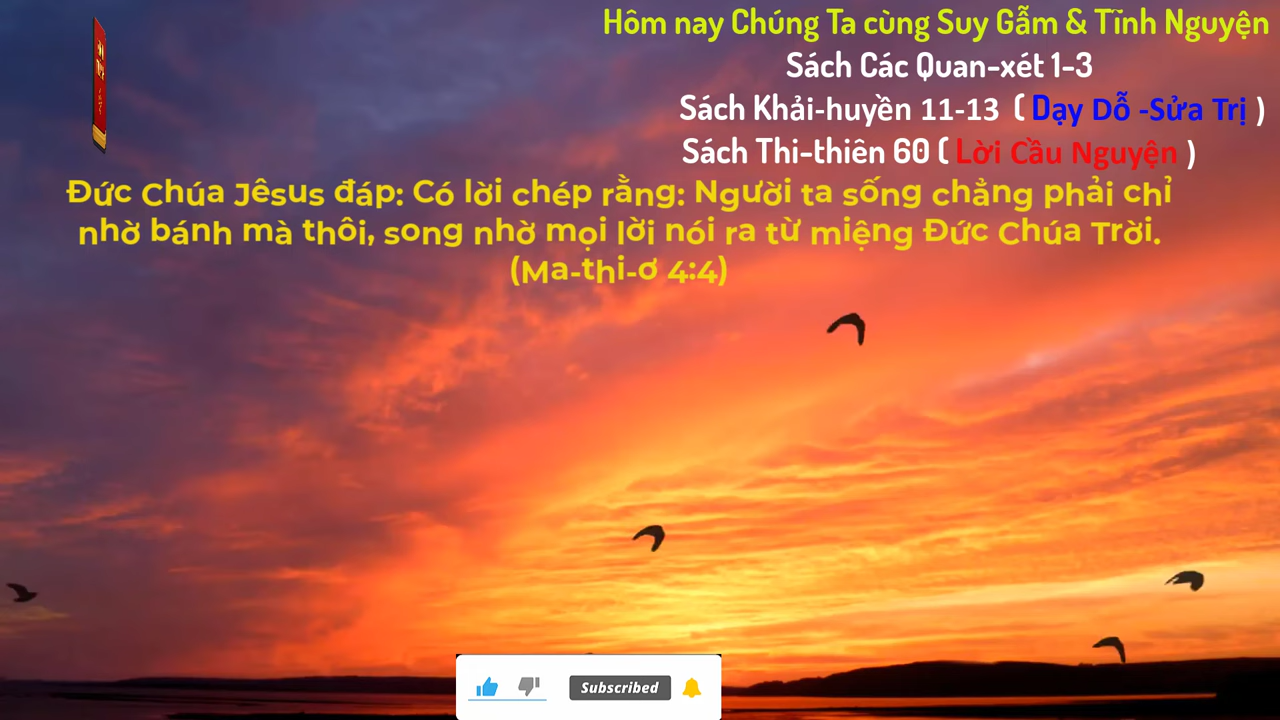 Hôm nay Chúng Ta cùng Suy Gẫm & Tĩnh Nguyện
Sách Các Quan-xét 1-3
Sách Khải-huyền 11-13 ( Dạy Dỗ -Sửa Trị )
Sách Thi-thiên 60 ( Lời Cầu Nguyện )
Đức Chúa Jêsus đáp: Có lời chép rằng: Người ta sống chẳng phải chỉ
nhờ bánh mà thôi, song nhờ mọi lời nói ra từ miệng Đức Chúa Trời.
(Ma-thi-ơ 4:4)
Subscribed